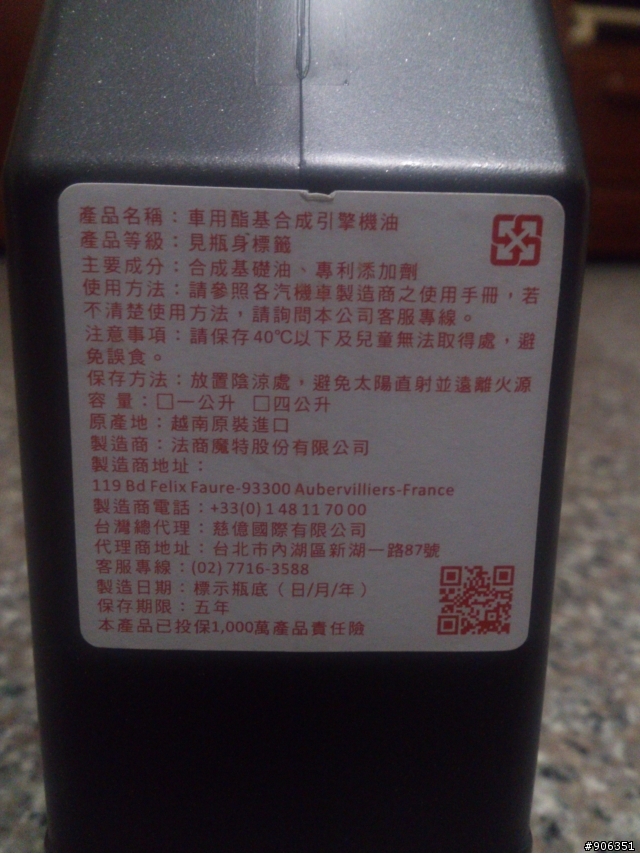 產品名稱：車用酯基合成引擎機油
產品等級：見瓶身標籤
主要成分：合成基礎油、專利添加劑
使用方法：請參照各汽機車製造商之使用手冊，若
不清楚使用方法，請詢問本公司客服專線。
注意事項：請保存40℃以下及兒童無法取得處，避
免誤食。
保存方法：放置陰涼處，避免太陽直射並遠離火源
容 量：□一公升 □四公升
原產地：越南原裝進口
製造商：法商魔特股份有限公司
製造商地址：
119 Bd Felix Faure-93300 Aubervilliers-France
製造商電話：+33(0) 1 48 11 70 00
台灣總代理：慈億國際有限公司
代理商地址：台北市內湖區新湖一路87號
客服專線：(02) 7716-3588
製造日期：標示瓶底（日/月/年）
保存期限：五年
本產品已投保1,000萬產品責任險
#906351